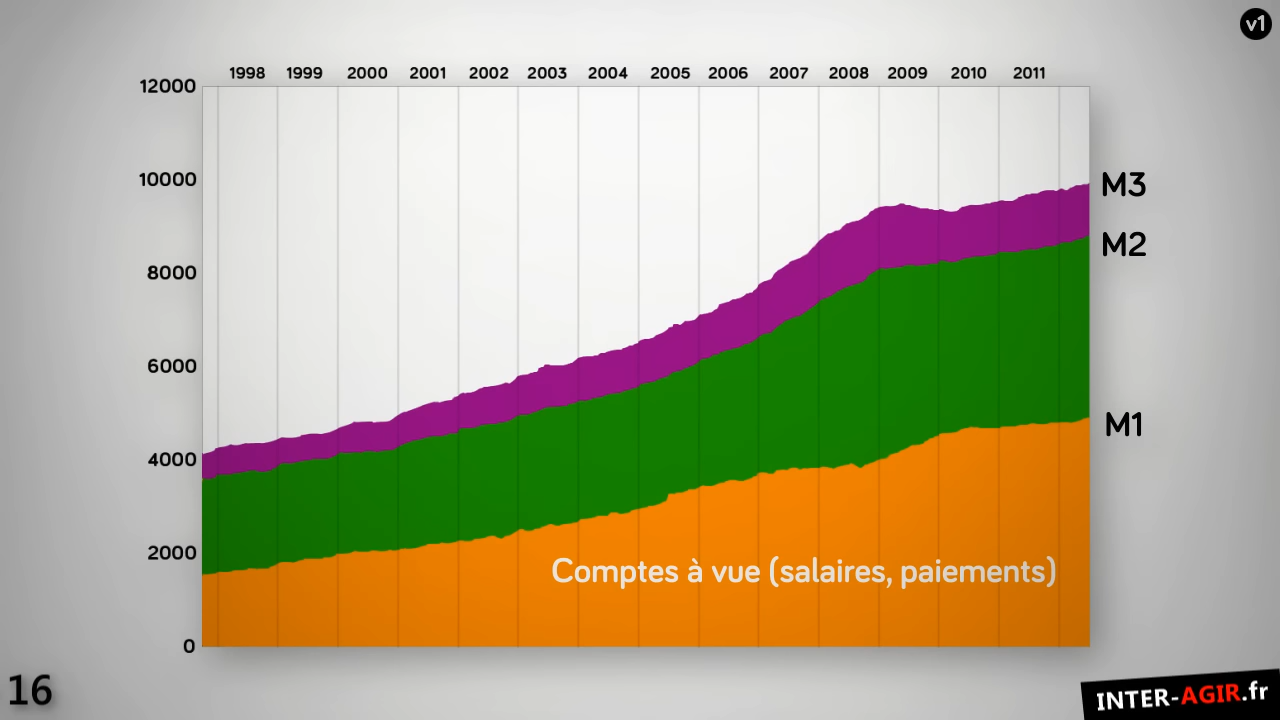 v1
1998 1999 2000 2001 2002 2003 2004 2005 2006 2007 2008 2009 2010 2011
12000
10000
M3
M2
8000
6000
4000
M1
2000
Comptes à vue (salaires, paiements)
0
16
INTER-AGIR.fr